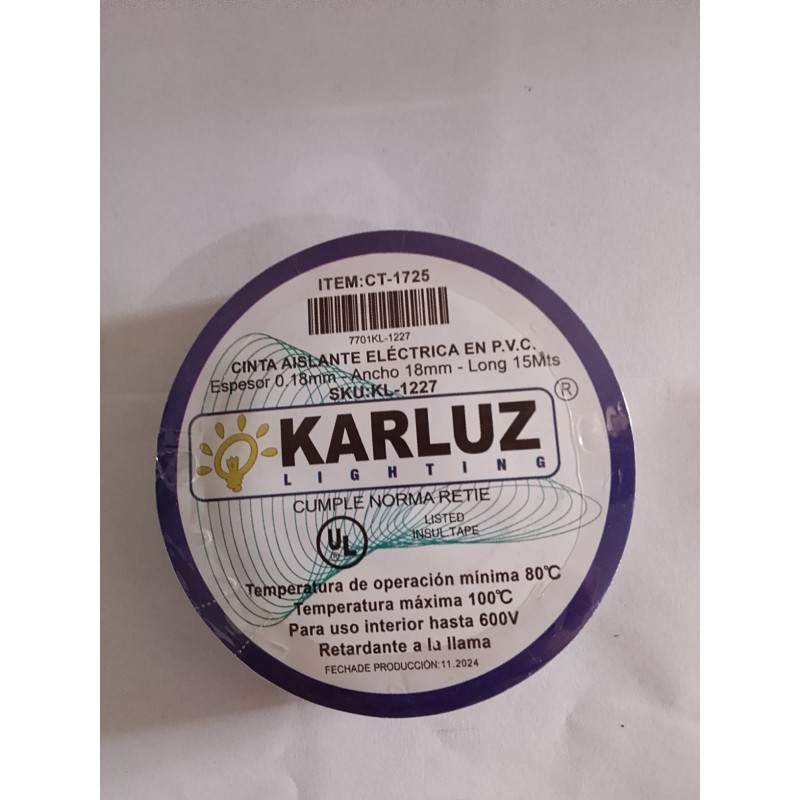 ITEM:CT-1725
7701KL-1227
CINTA AISLANTE ELÉCTRICA EN P.V.C.
Espesor 0.18mm - Ancho 18mm - Long 15Mts
SKU:KL-1227
®
KARLUZ
LIGHTING
CUMPLE NORMA RETIE
UL
LISTED
INSUL TAPE
Temperatura de operación mínima 80℃
Temperatura máxima 100℃
Para uso interior hasta 600V
Retardante a la llama
FECHADE PRODUCCIÓN:11.2024